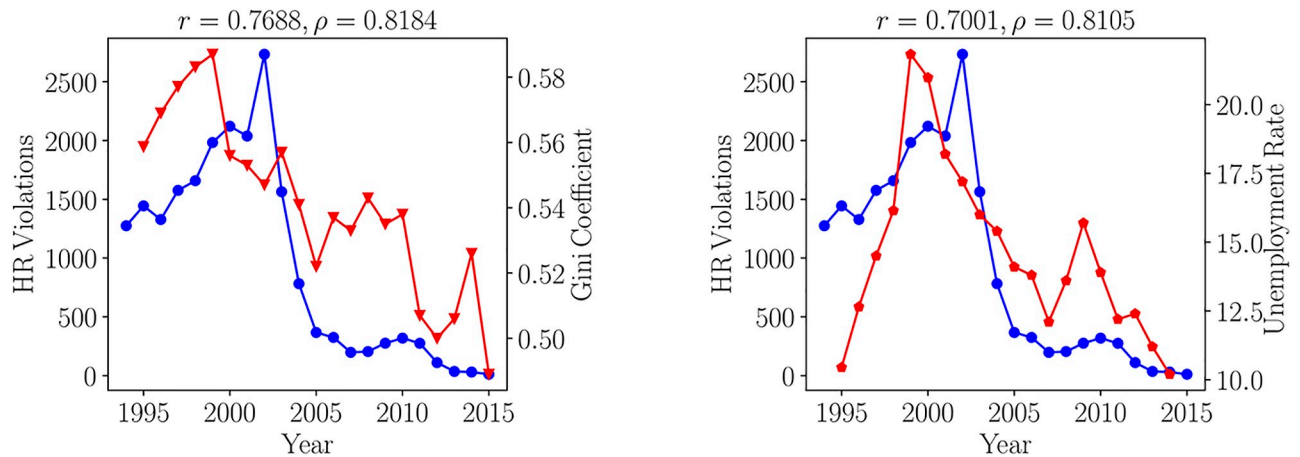 r = 0.7688, ρ = 0.8184
HR Violations
2500
2000
1500
1000
500
0
0.58
0.56
0.54
0.52
0.50
Gini Coefficient
1995 2000 2005 2010 2015
Year
r = 0.7001, ρ = 0.8105
HR Violations
2500
2000
1500
1000
500
0
20.0
17.5
15.0
12.5
10.0
Unemployment Rate
1995 2000 2005 2010 2015
Year